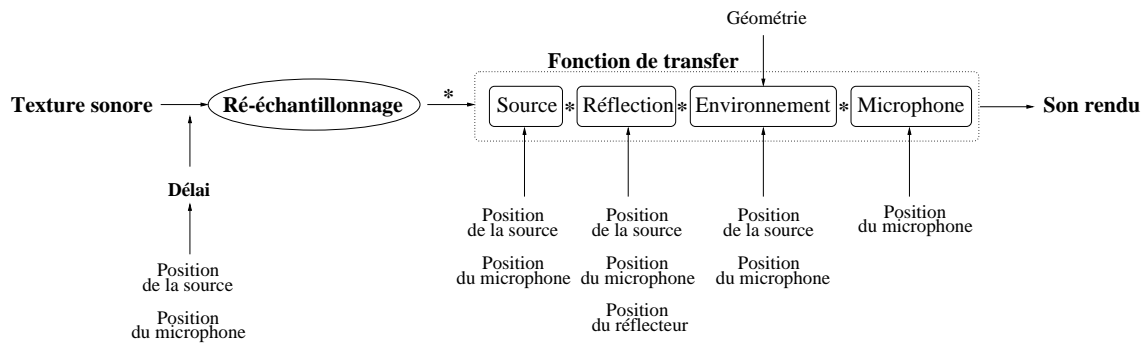 Géométrie
Fonction de transfer
Texture sonore
Ré-échantillonnage
*
Source * Réflection * Environnement * Microphone
Son rendu
Délai
Position
de la source
Position
du microphone
Position
de la source
Position
du microphone
Position
du réflecteur
Position
de la source
Position
du microphone
Position
du microphone
Position
de la source
Position
du microphone